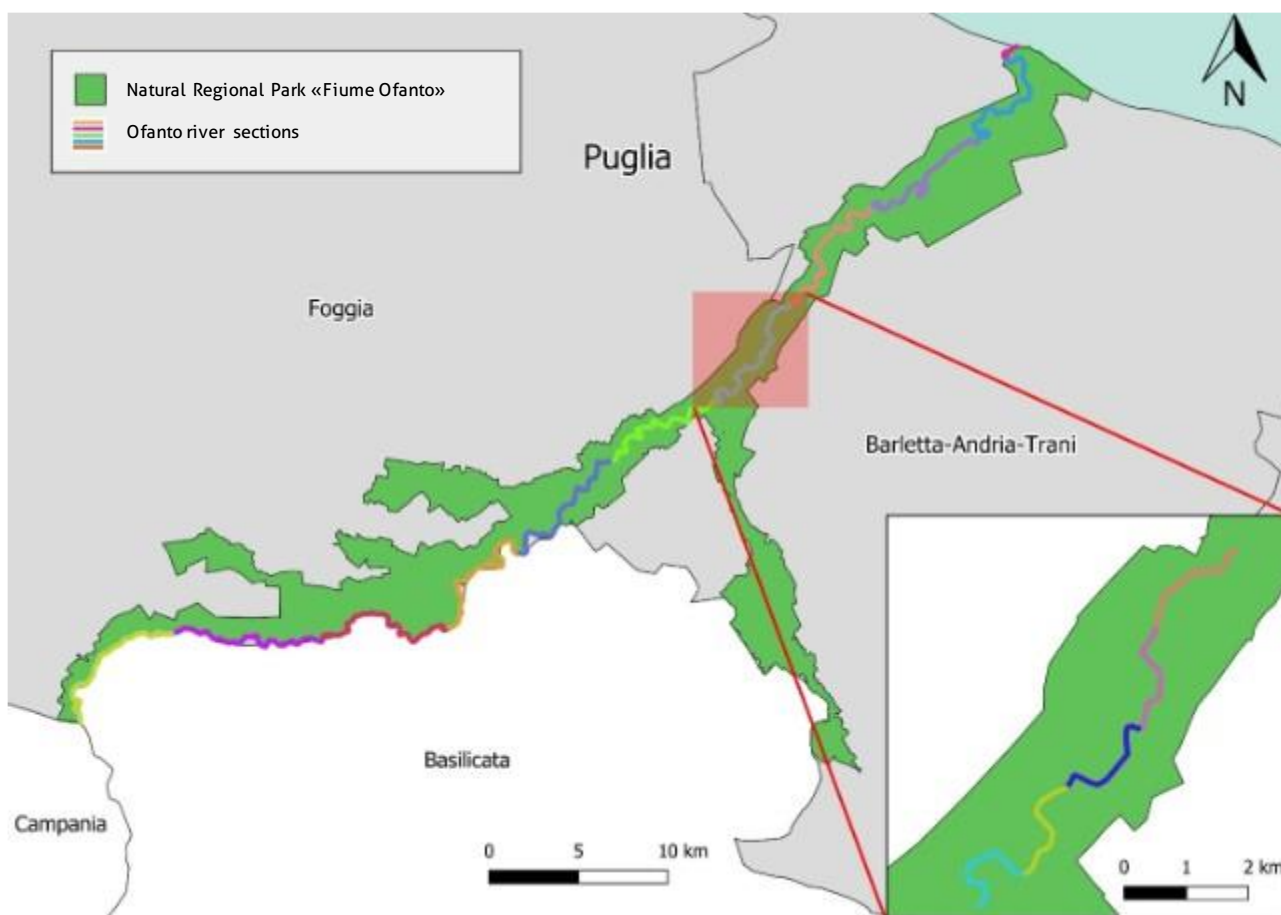 Natural Regional Park «Fiume Ofanto»
Ofanto river sections
N
Puglia
Foggia
Barletta-Andria-Trani
Basilicata
Campania
0 5 10 km
0 1 2 km